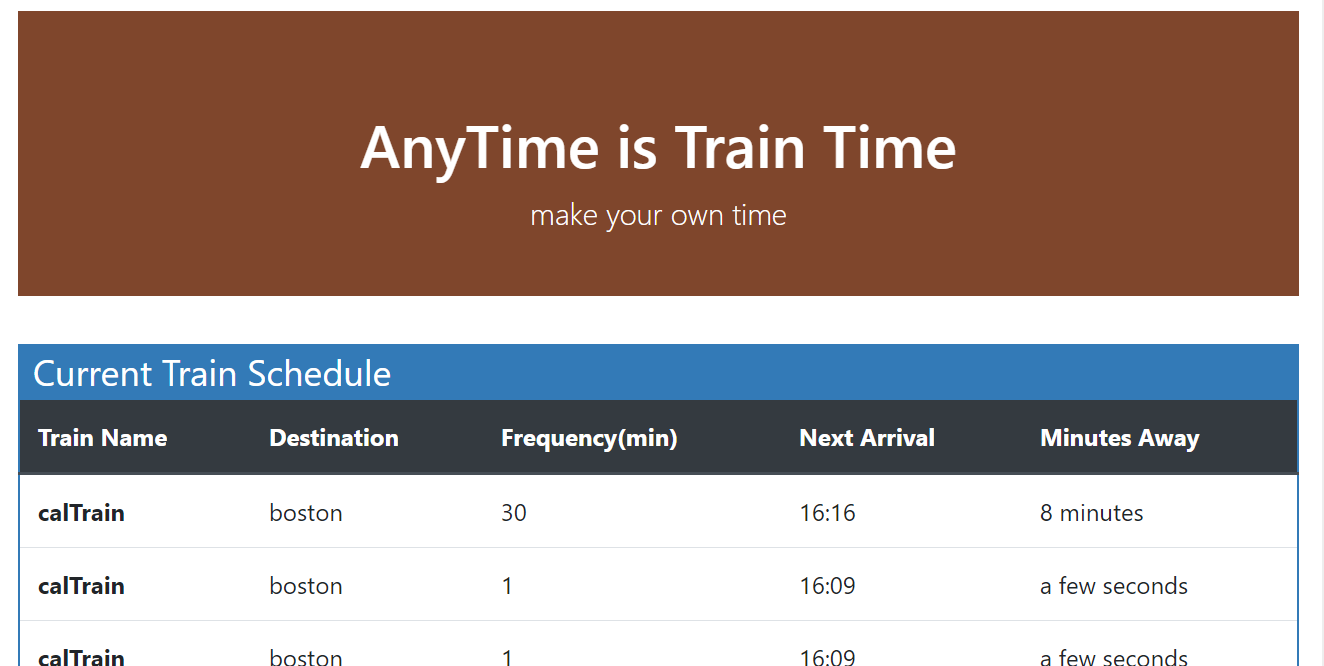 AnyTime is Train Time
make your own time
Current Train Schedule
Train Name Destination Frequency(min) Next Arrival Minutes Away
calTrain boston 30 16:16 8 minutes
calTrain boston 1 16:09 a few seconds
calTrain boston 1 16:09 a few seconds